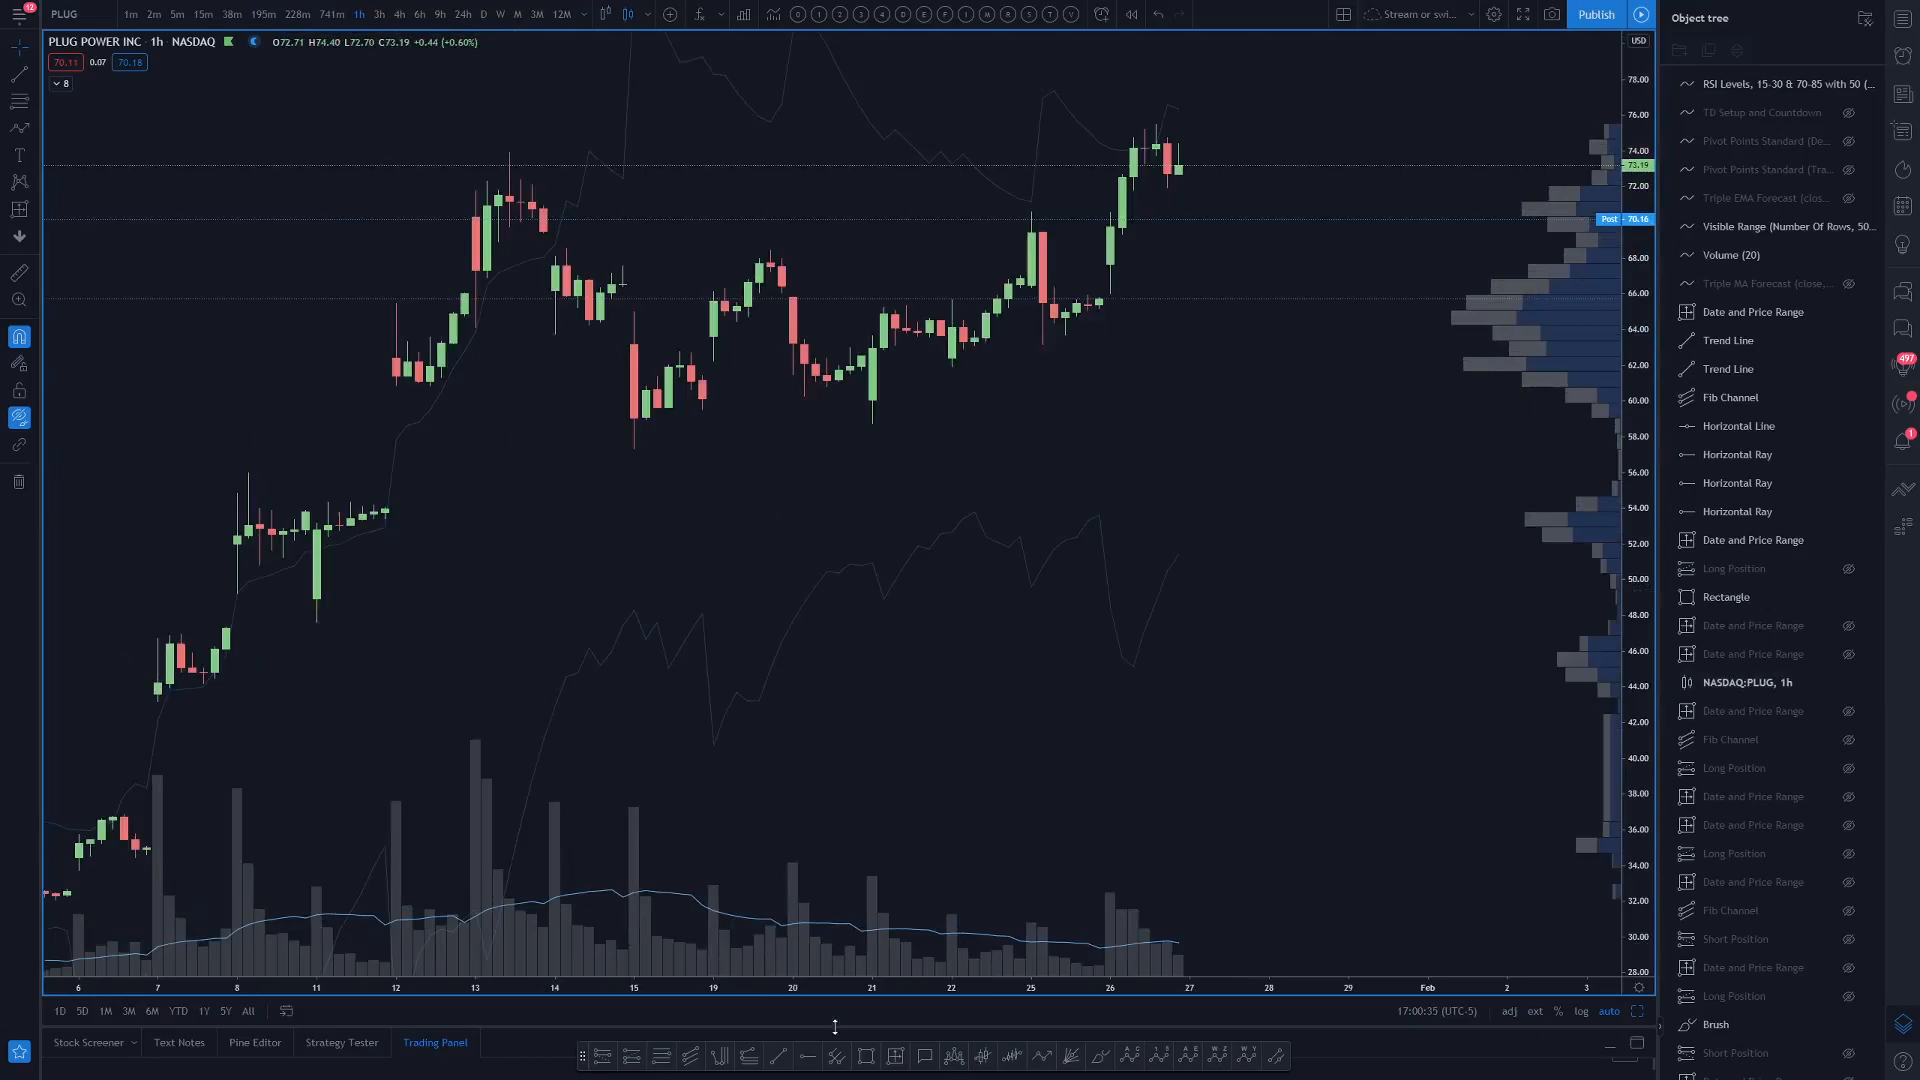 12
PLUG
1m 2m 5m 15m 38m 195m 228m 741m 1h 3h 4h 6h 9h 24h D W M 3M 12M
0 1 2 3 4 D E F I M R S T V
Stream or swi...
Publish
PLUG POWER INC · 1h · NASDAQ
O72.71 H74.40 L72.70 C73.19 +0.44 (+0.60%)
70.11 0.07 70.18
8
USD
78.00
76.00
74.00
73.19
72.00
Post 70.16
68.00
66.00
64.00
62.00
60.00
58.00
56.00
54.00
52.00
50.00
48.00
46.00
44.00
42.00
40.00
38.00
36.00
34.00
32.00
30.00
28.00
6 7 8 11 12 13 14 15 19 20 21 22 25 26 27 28 29 Feb 2 3
1D 5D 1M 3M 6M YTD 1Y 5Y All
17:00:35 (UTC-5) adj ext % log auto
Stock Screener Text Notes Pine Editor Strategy Tester Trading Panel
Object tree
RSI Levels, 15-30 & 70-85 with 50 (...
TD Setup and Countdown
Pivot Points Standard (De...
Pivot Points Standard (Tra...
Triple EMA Forecast (clos...
Visible Range (Number Of Rows, 50...
Volume (20)
Triple MA Forecast (close,...
Date and Price Range
Trend Line
Trend Line
Fib Channel
Horizontal Line
Horizontal Ray
Horizontal Ray
Horizontal Ray
Date and Price Range
Long Position
Rectangle
Date and Price Range
Date and Price Range
NASDAQ:PLUG, 1h
Date and Price Range
Fib Channel
Long Position
Date and Price Range
Date and Price Range
Long Position
Date and Price Range
Fib Channel
Short Position
Date and Price Range
Long Position
Brush
Short Position
497
1